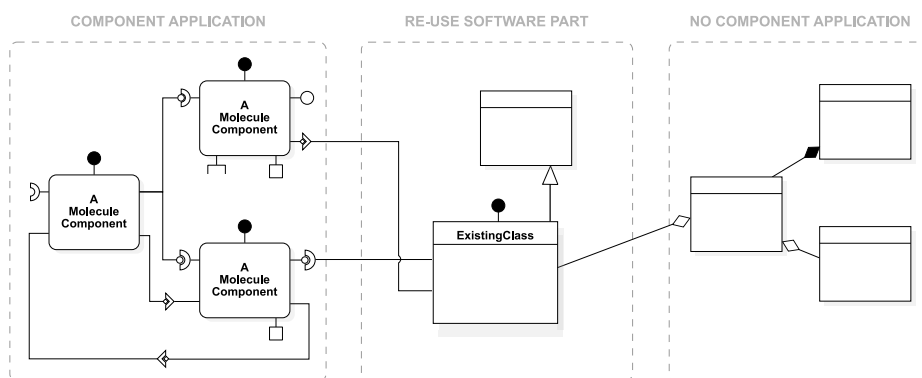 COMPONENT APPLICATION
RE-USE SOFTWARE PART
NO COMPONENT APPLICATION
A
Molecule
Component
A
Molecule
Component
A
Molecule
Component
ExistingClass